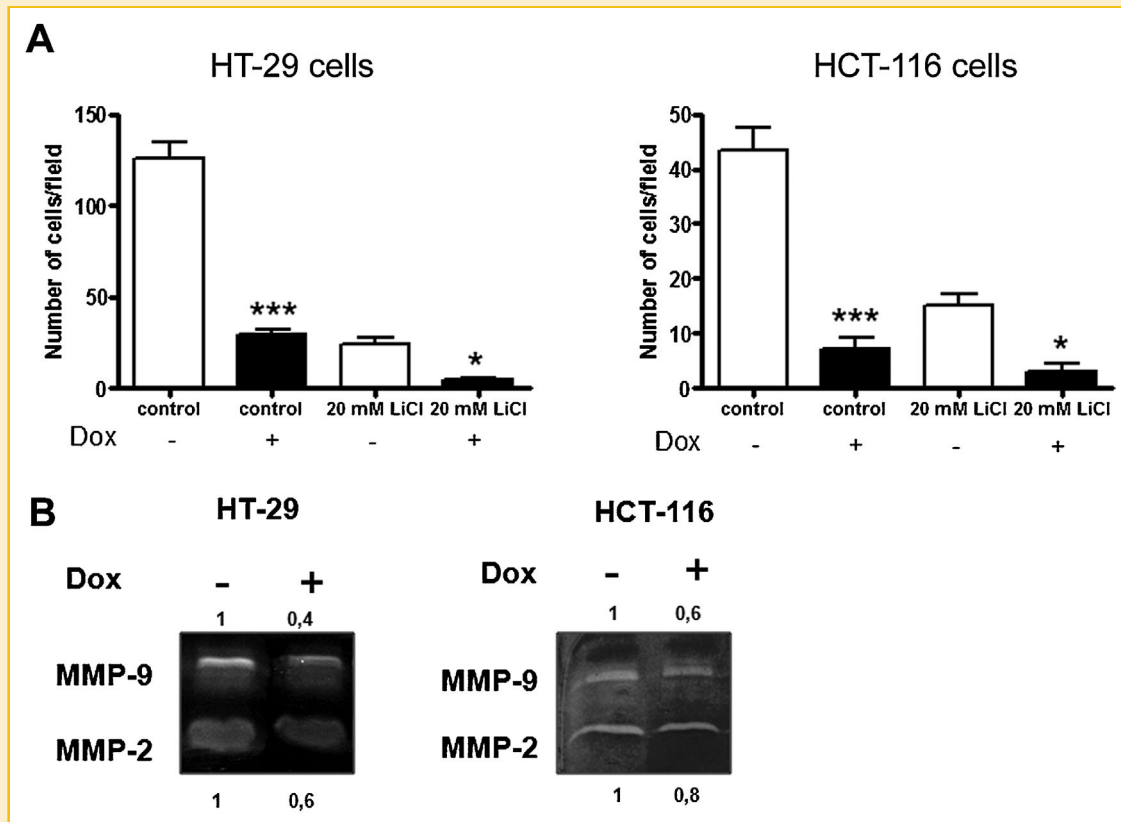 A
HT-29 cells
HCT-116 cells
Number of cells/field
150
100
50
0
***
*
control control 20 mM LiCl 20 mM LiCl
Dox - + - +
Number of cells/field
50
40
30
20
10
0
***
*
control control 20 mM LiCl 20 mM LiCl
Dox - + - +
B
HT-29
Dox - +
1 0,4
MMP-9
MMP-2
1 0,6
HCT-116
Dox - +
1 0,6
MMP-9
MMP-2
1 0,8